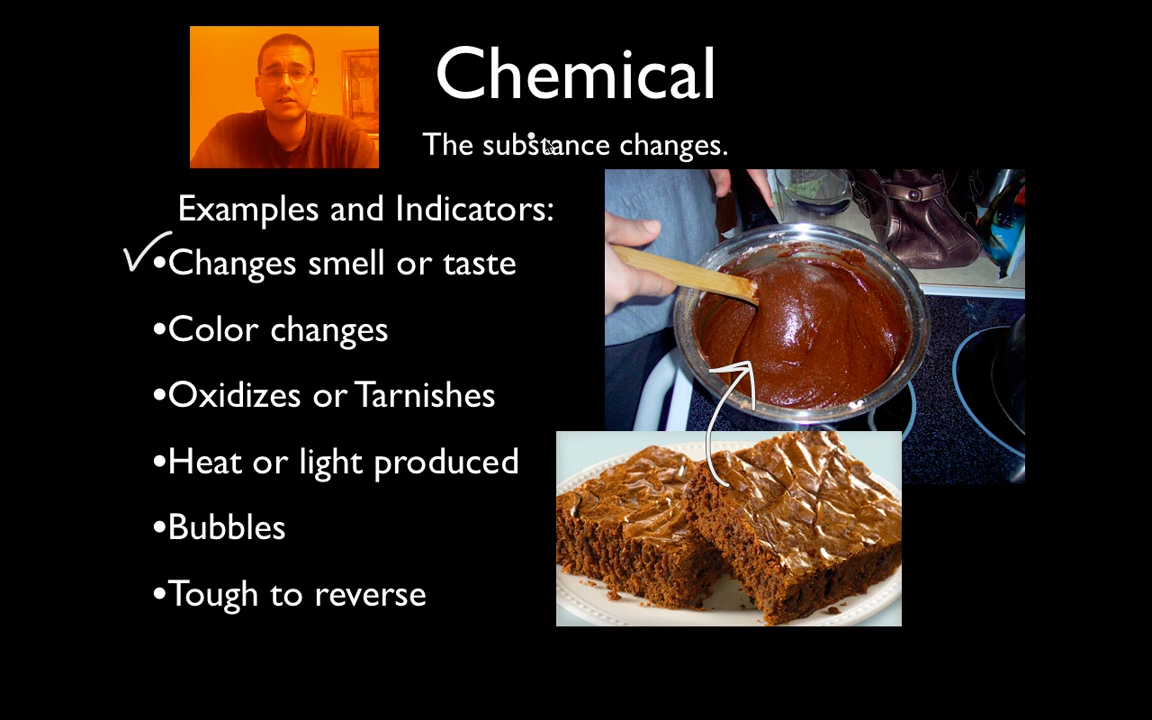 Chemical
The substance changes.
Examples and Indicators:
•Changes smell or taste
•Color changes
•Oxidizes or Tarnishes
•Heat or light produced
•Bubbles
•Tough to reverse